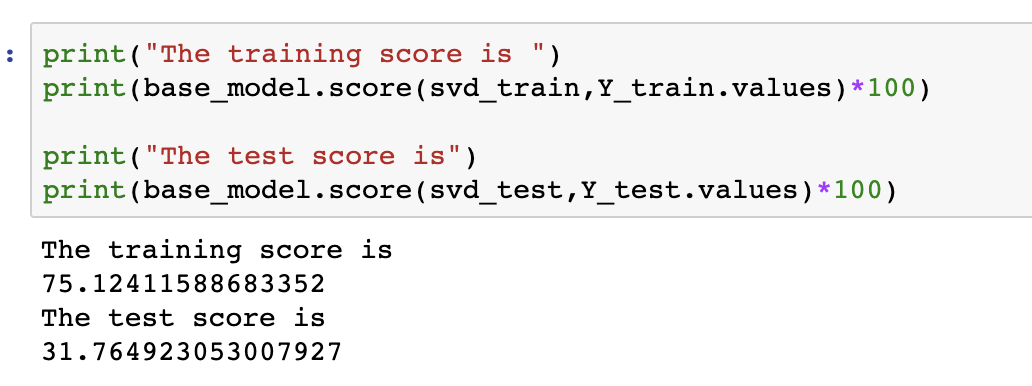 :
print("The training score is ")
print(base_model.score(svd_train,Y_train.values)*100)
print("The test score is")
print(base_model.score(svd_test,Y_test.values)*100)
The training score is
75.12411588683352
The test score is
31.764923053007927